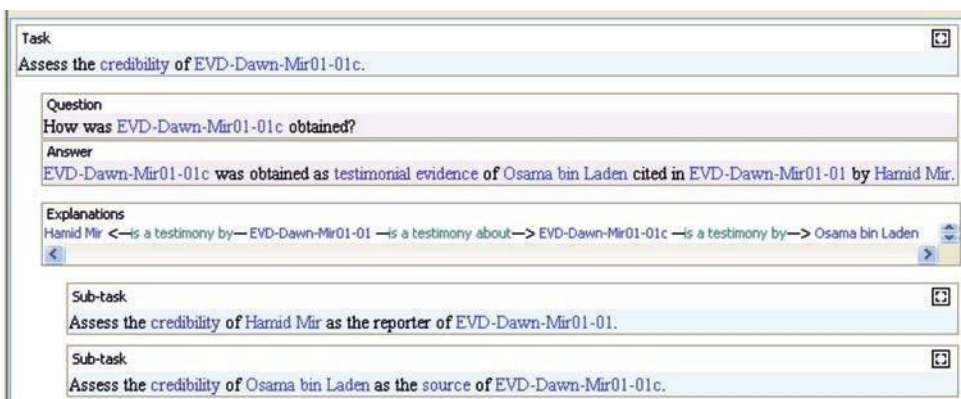 Task
Assess the credibility of EVD-Dawn-Mir01-01c.
Question
How was EVD-Dawn-Mir01-01c obtained?
Answer
EVD-Dawn-Mir01-01c was obtained as testimonial evidence of Osama bin Laden cited in EVD-Dawn-Mir01-01 by Hamid Mir.
Explanations
Hamid Mir <—is a testimony by— EVD-Dawn-Mir01-01 —is a testimony about—> EVD-Dawn-Mir01-01c —is a testimony by—> Osama bin Laden
Sub-task
Assess the credibility of Hamid Mir as the reporter of EVD-Dawn-Mir01-01.
Sub-task
Assess the credibility of Osama bin Laden as the source of EVD-Dawn-Mir01-01c.